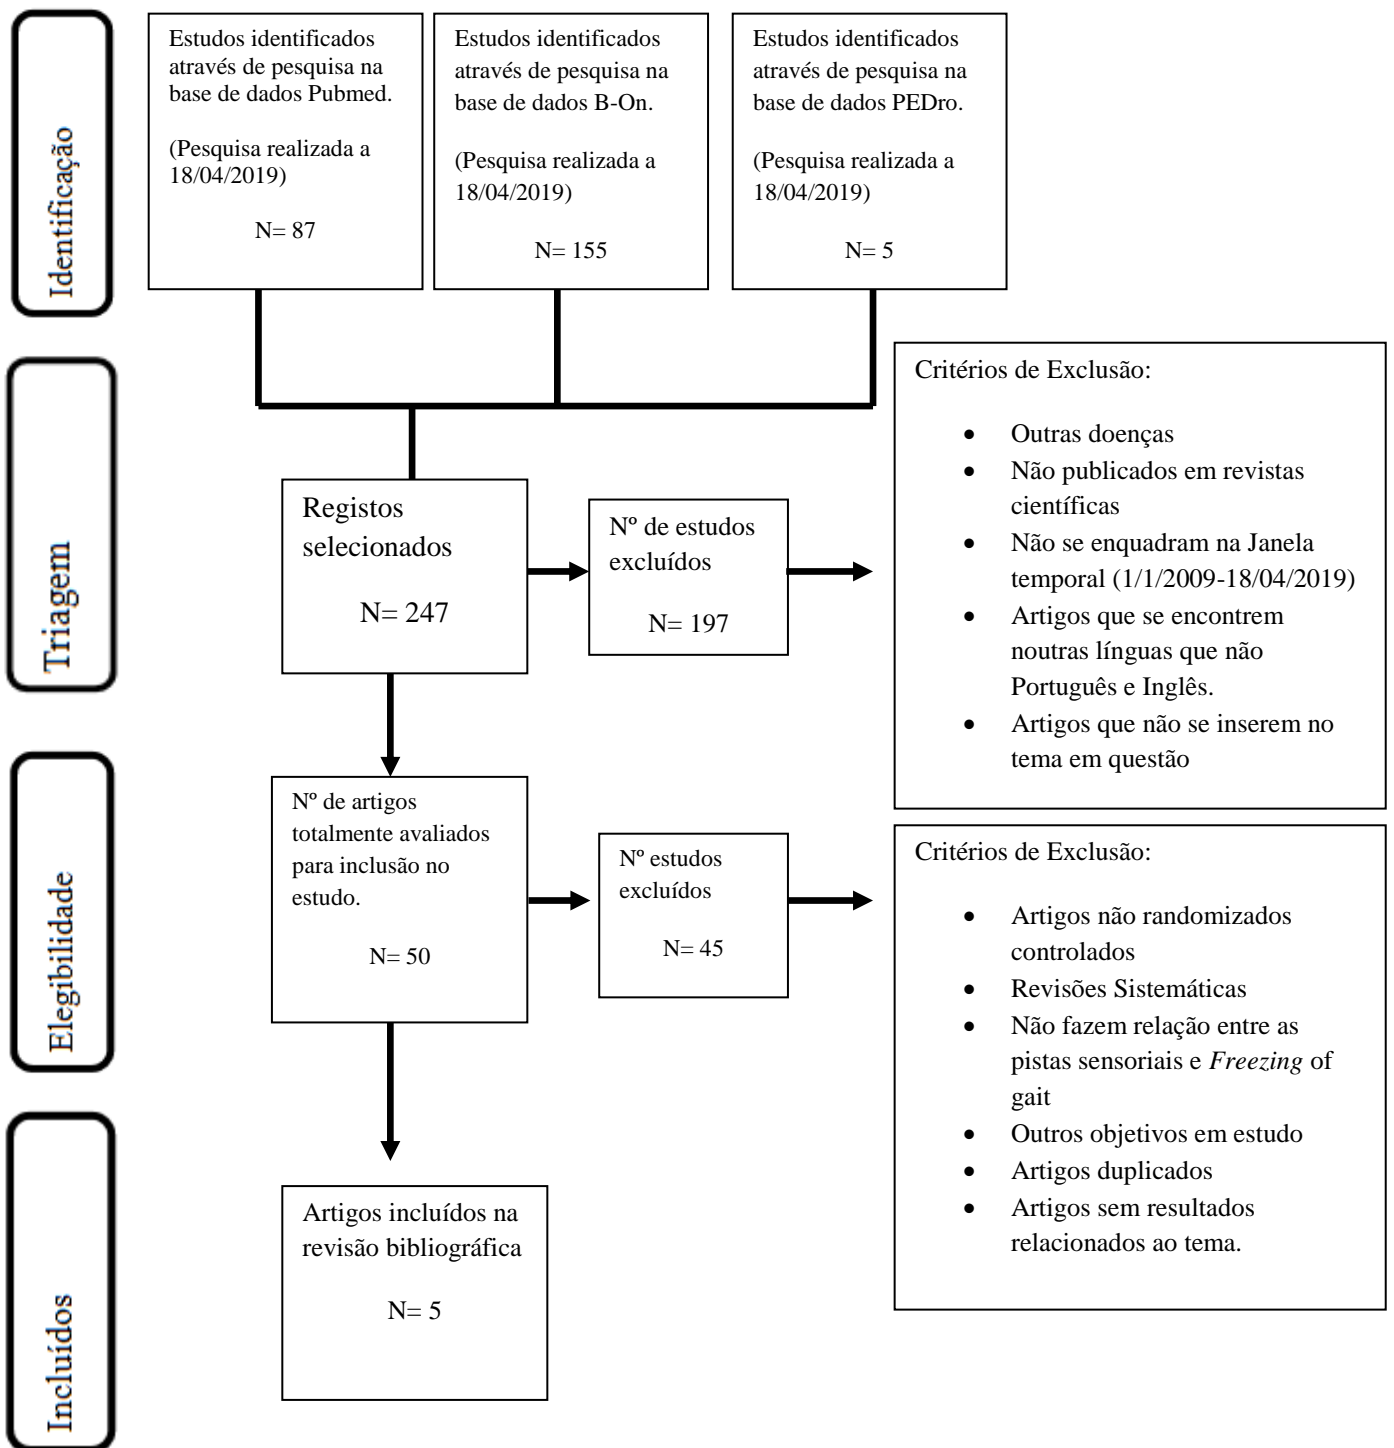 Identificação
Estudos identificados
através de pesquisa na
base de dados Pubmed.
(Pesquisa realizada a
18/04/2019)
N= 87
Estudos identificados
através de pesquisa na
base de dados B-On.
(Pesquisa realizada a
18/04/2019)
N= 155
Estudos identificados
através de pesquisa na
base de dados PEDro.
(Pesquisa realizada a
18/04/2019)
N= 5
Triagem
Registos
selecionados
N= 247
Nº de estudos
excluídos
N= 197
Critérios de Exclusão:
• Outras doenças
• Não publicados em revistas
científicas
• Não se enquadram na Janela
temporal (1/1/2009-18/04/2019)
• Artigos que se encontrem
noutras línguas que não
Português e Inglês.
• Artigos que não se inserem no
tema em questão
Elegibilidade
Nº de artigos
totalmente avaliados
para inclusão no
estudo.
N= 50
Nº estudos
excluídos
N= 45
Critérios de Exclusão:
• Artigos não randomizados
controlados
• Revisões Sistemáticas
• Não fazem relação entre as
pistas sensoriais e Freezing of
gait
• Outros objetivos em estudo
• Artigos duplicados
• Artigos sem resultados
relacionados ao tema.
Incluídos
Artigos incluídos na
revisão bibliográfica
N= 5